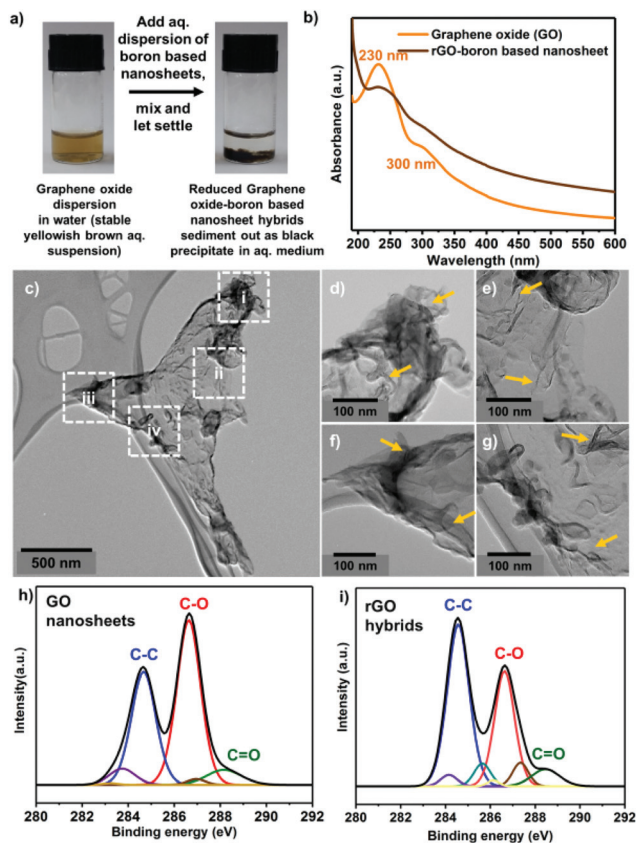 a)
Add aq.
dispersion of
boron based
nanosheets,
mix and
let settle
Graphene oxide
dispersion
in water (stable
yellowish brown aq.
suspension)
Reduced Graphene
oxide-boron based
nanosheet hybrids
sediment out as black
precipitate in aq. medium
b)
Graphene oxide (GO)
rGO-boron based nanosheet
230 nm
300 nm
Absorbance (a.u.)
200 250 300 350 400 450 500 550 600
Wavelength (nm)
c)
i
ii
iii
iv
500 nm
d)
100 nm
e)
100 nm
f)
100 nm
g)
100 nm
h)
GO
nanosheets
C-O
C-C
C=O
Intensity(a.u.)
280 282 284 286 288 290 292
Binding energy (eV)
i)
rGO
hybrids
C-C
C-O
C=O
Intensity (a.u.)
280 282 284 286 288 290 292
Binding energy (eV)